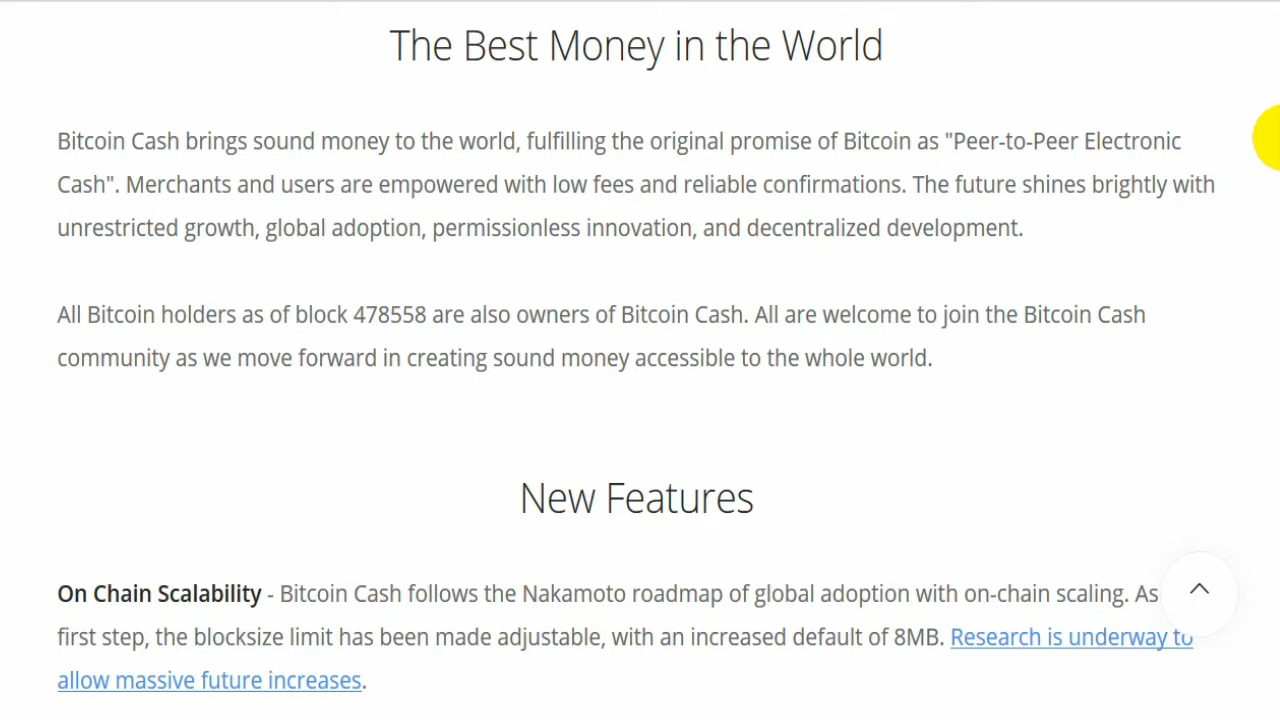 The Best Money in the World
Bitcoin Cash brings sound money to the world, fulfilling the original promise of Bitcoin as "Peer-to-Peer Electronic
Cash". Merchants and users are empowered with low fees and reliable confirmations. The future shines brightly with
unrestricted growth, global adoption, permissionless innovation, and decentralized development.
All Bitcoin holders as of block 478558 are also owners of Bitcoin Cash. All are welcome to join the Bitcoin Cash
community as we move forward in creating sound money accessible to the whole world.
New Features
On Chain Scalability - Bitcoin Cash follows the Nakamoto roadmap of global adoption with on-chain scaling. As
first step, the blocksize limit has been made adjustable, with an increased default of 8MB. Research is underway to
allow massive future increases.